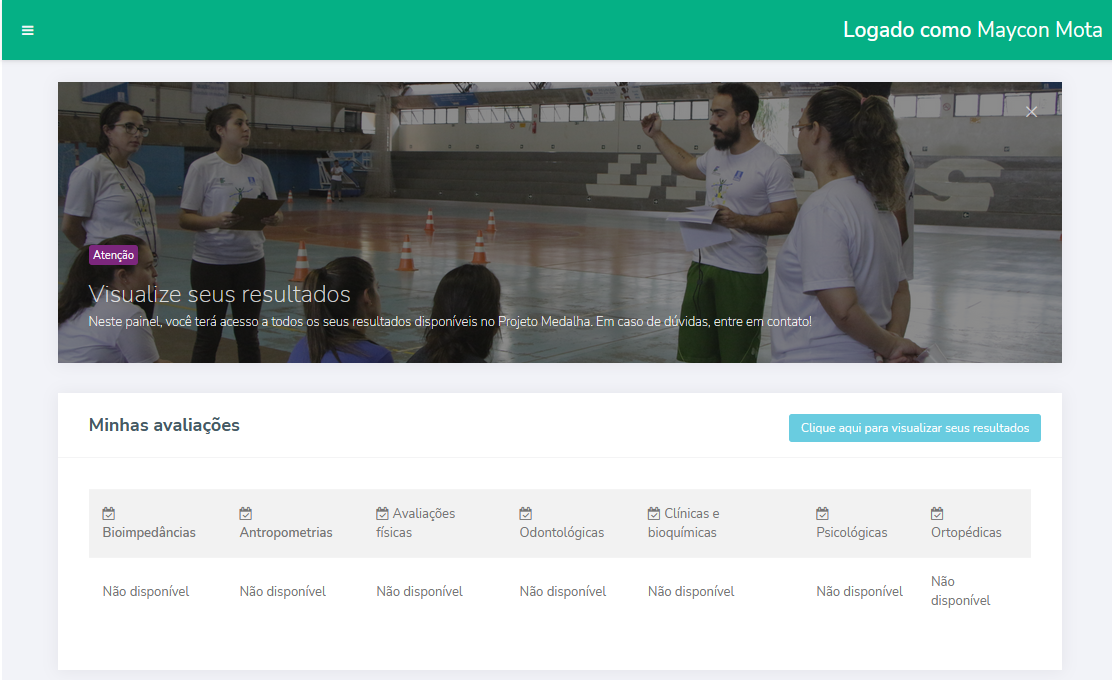 Logado como Maycon Mota
Atenção
Visualize seus resultados
Neste painel, você terá acesso a todos os seus resultados disponíveis no Projeto Medalha. Em caso de dúvidas, entre em contato!
Minhas avaliações
Clique aqui para visualizar seus resultados
Bioimpedâncias
Antropometrias
Avaliações
físicas
Odontológicas
Clínicas e
bioquímicas
Psicológicas
Ortopédicas
Não disponível
Não disponível
Não disponível
Não disponível
Não disponível
Não disponível
Não
disponível